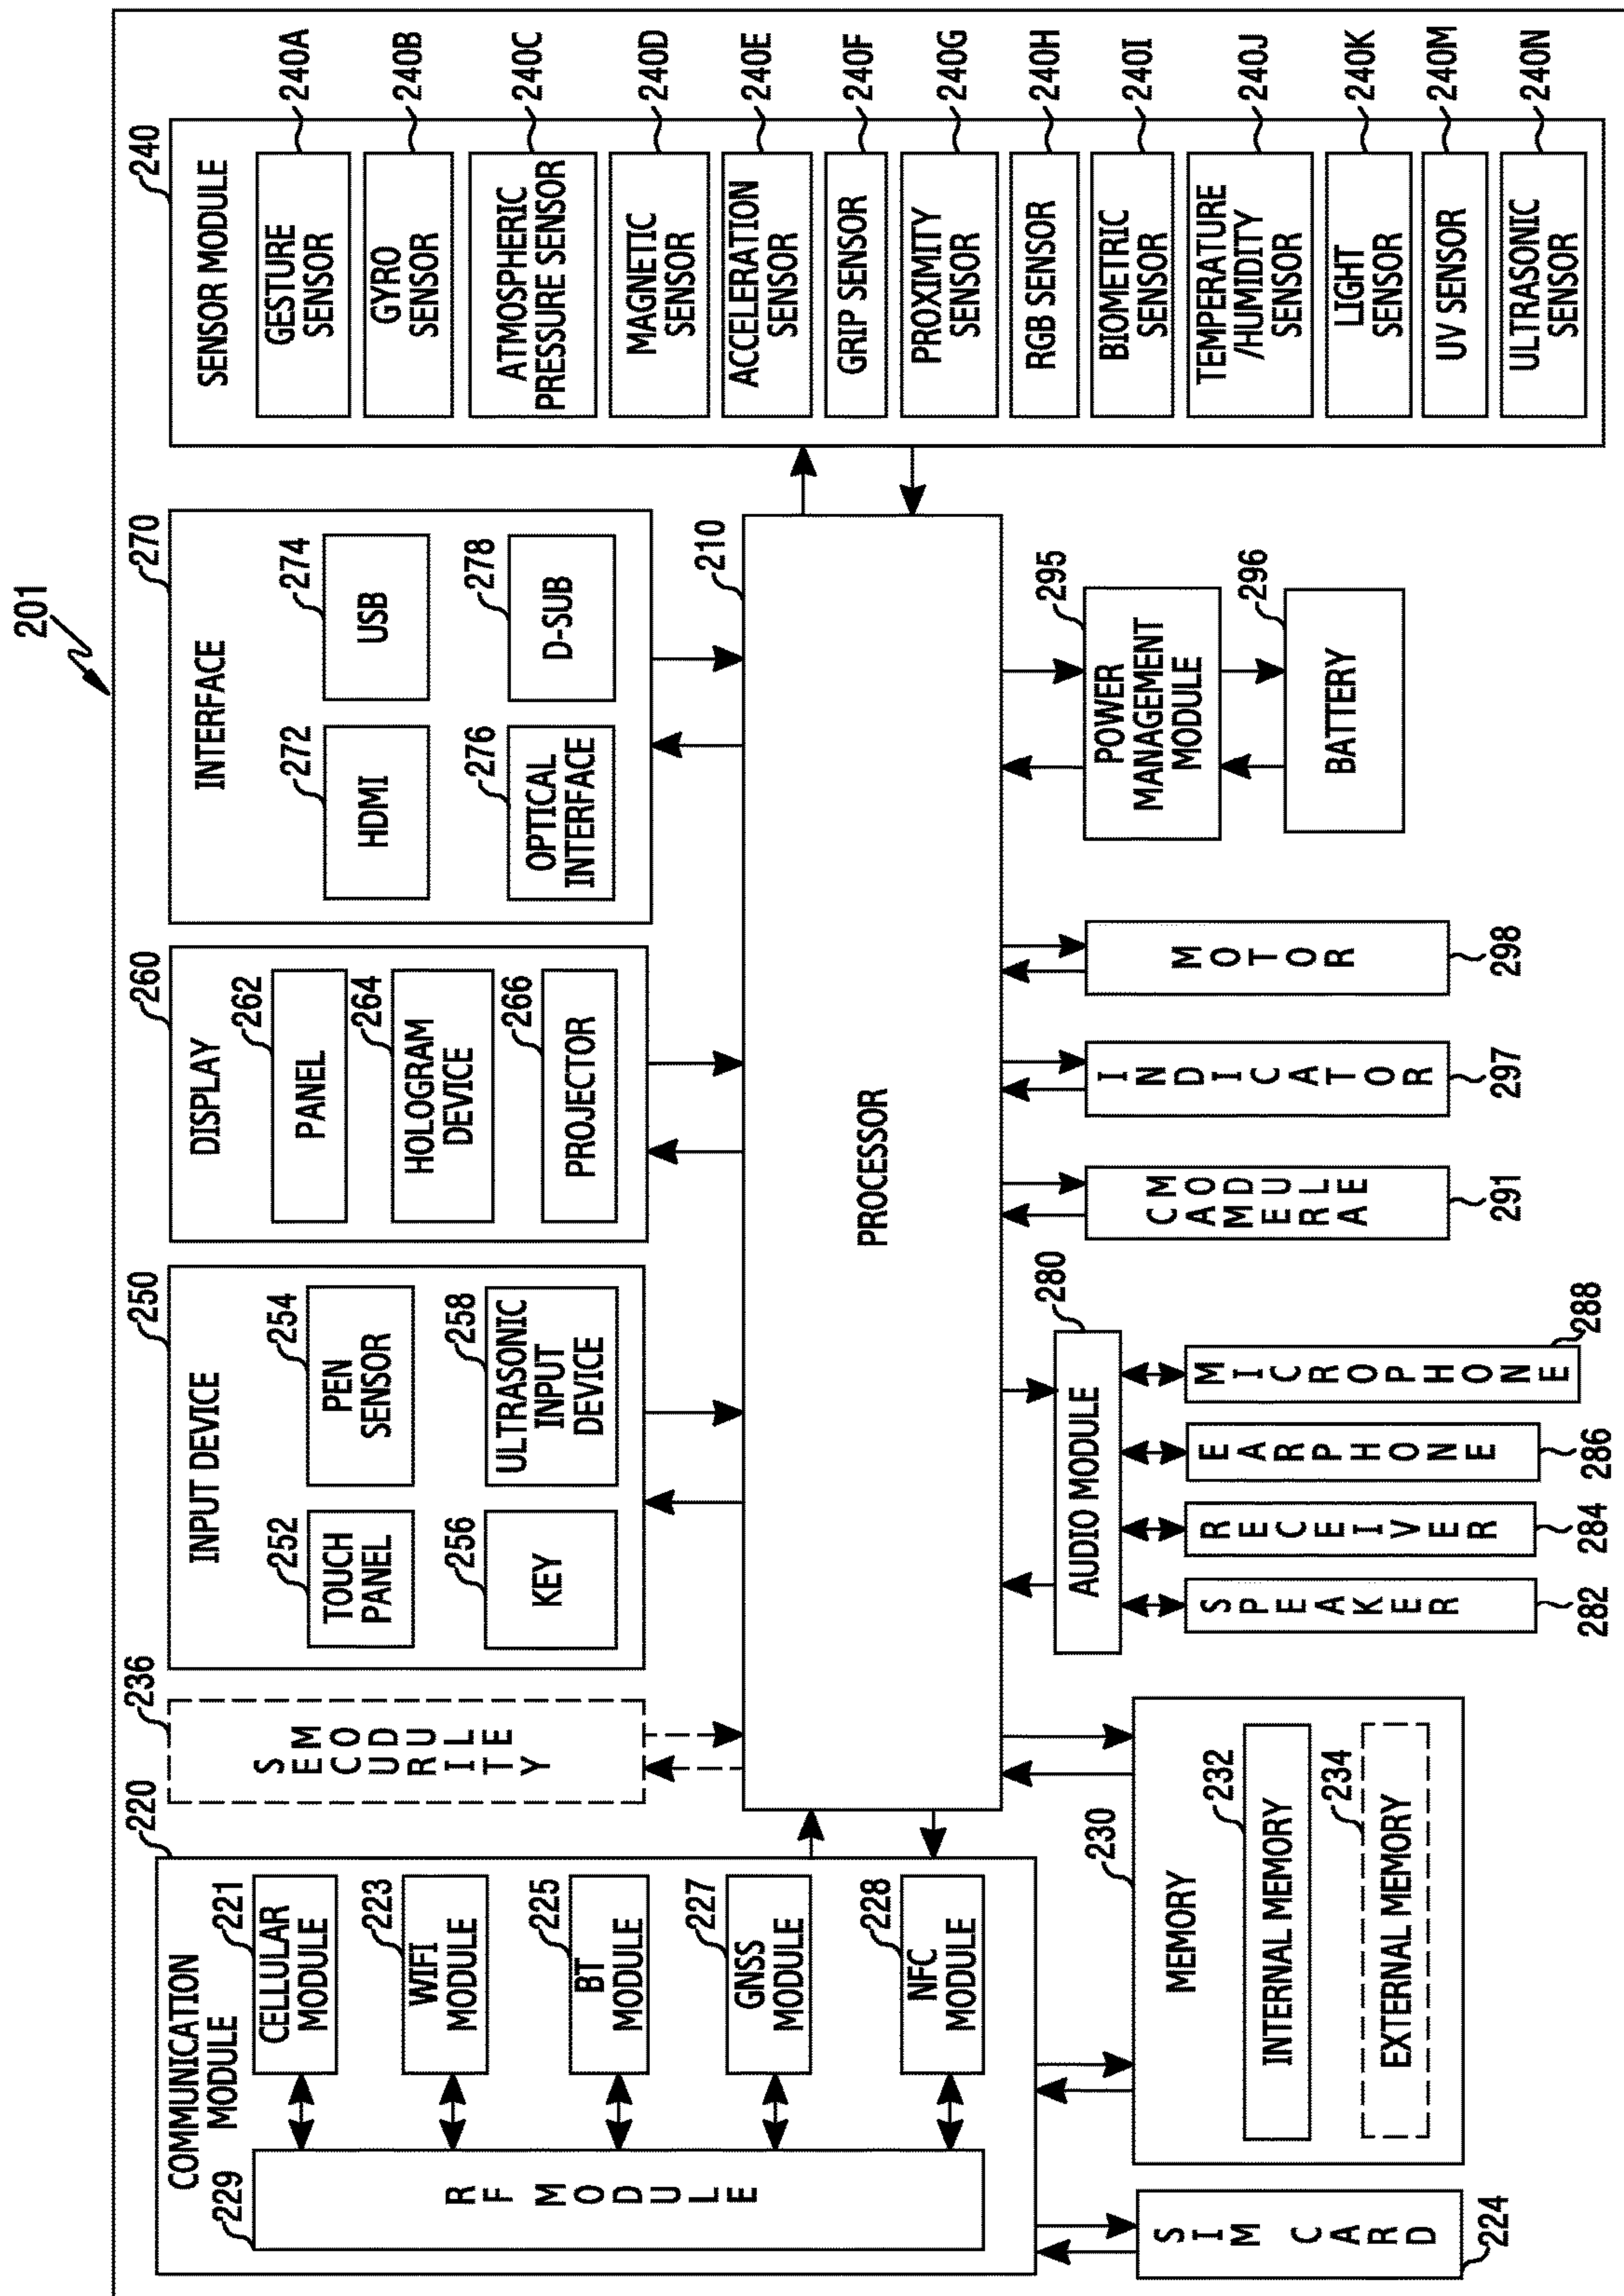 201
COMMUNICATION
MODULE
220
229
RF MODULE
221
CELLULAR
MODULE
223
WIFI
MODULE
225
BT
MODULE
227
GNSS
MODULE
228
NFC
MODULE
236
SECURITY
MODULE
250
INPUT DEVICE
252
TOUCH
PANEL
254
PEN
SENSOR
256
KEY
258
ULTRASONIC
INPUT
DEVICE
260
DISPLAY
262
PANEL
264
HOLOGRAM
DEVICE
266
PROJECTOR
270
INTERFACE
272
HDMI
274
USB
276
OPTICAL
INTERFACE
278
D-SUB
240
SENSOR MODULE
GESTURE
SENSOR
240A
GYRO
SENSOR
240B
ATMOSPHERIC
PRESSURE SENSOR
240C
MAGNETIC
SENSOR
240D
ACCELERATION
SENSOR
240E
GRIP SENSOR
240F
PROXIMITY
SENSOR
240G
RGB SENSOR
240H
BIOMETRIC
SENSOR
240I
TEMPERATURE
/HUMIDITY
SENSOR
240J
LIGHT
SENSOR
240K
UV SENSOR
240M
ULTRASONIC
SENSOR
240N
210
PROCESSOR
SIM CARD
224
230
MEMORY
232
INTERNAL MEMORY
234
EXTERNAL MEMORY
280
AUDIO MODULE
SPEAKER
282
RECEIVER
284
EARPHONE
286
MICROPHONE
288
CAMERA
MODULE
291
INDICATOR
297
MOTOR
298
295
POWER
MANAGEMENT
MODULE
296
BATTERY